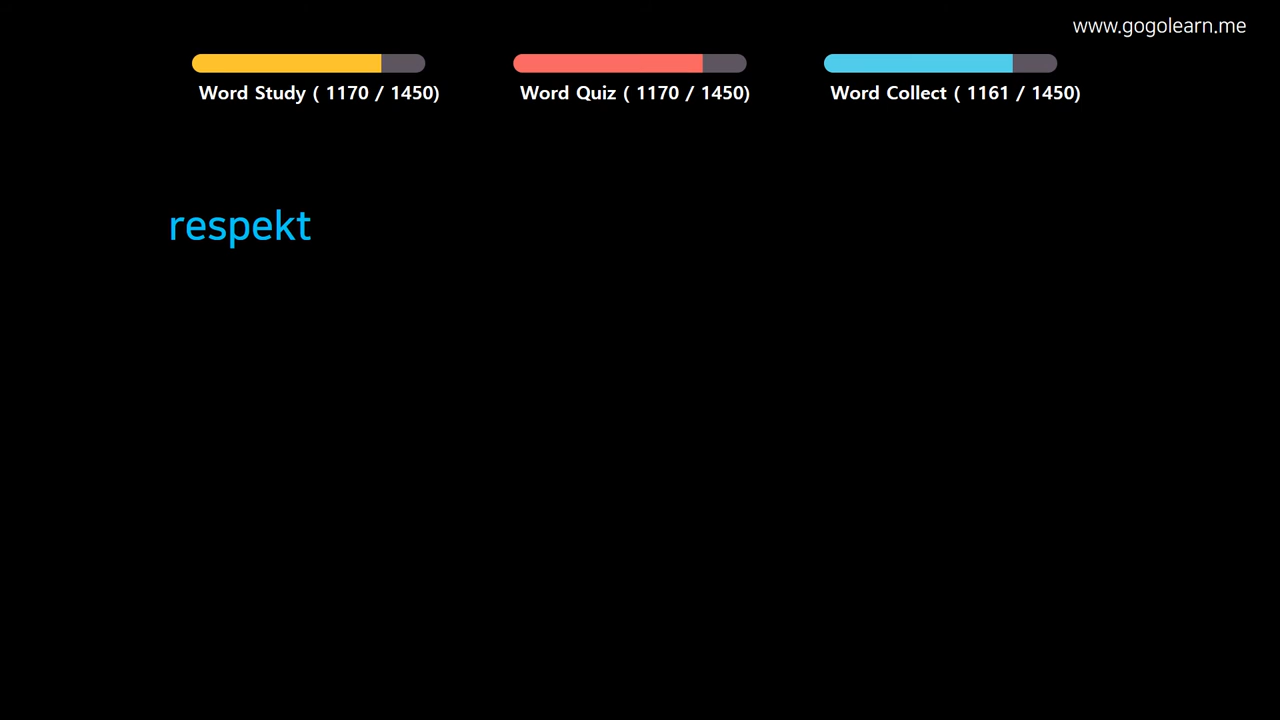 www.gogolearn.me
Word Study ( 1170 / 1450)
Word Quiz ( 1170 / 1450)
Word Collect ( 1161 / 1450)
respekt